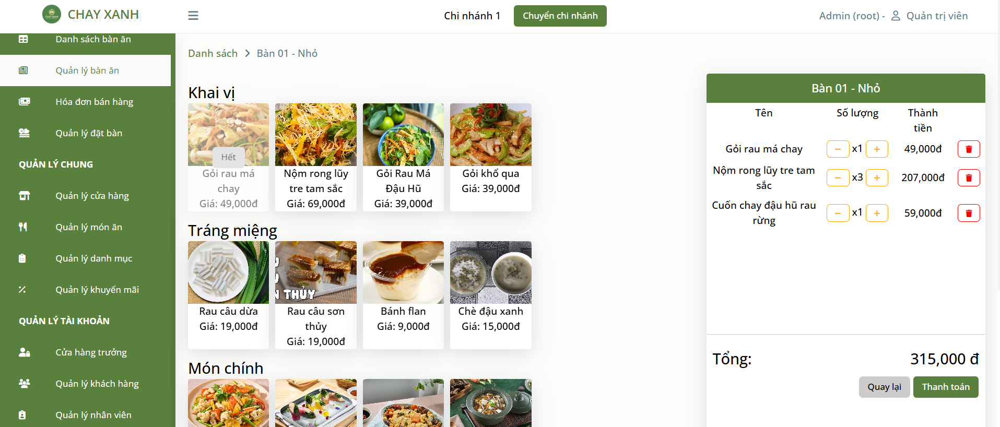 CHAY XANH
Chi nhánh 1
Chuyển chi nhánh
Admin (root) - Quản trị viên
Danh sách bàn ăn
Quản lý bàn ăn
Hóa đơn bán hàng
Quản lý đặt bàn
QUẢN LÝ CHUNG
Quản lý cửa hàng
Quản lý món ăn
Quản lý danh mục
Quản lý khuyến mãi
QUẢN LÝ TÀI KHOẢN
Cửa hàng trưởng
Quản lý khách hàng
Quản lý nhân viên
Danh sách > Bàn 01 - Nhỏ
Khai vị
Hết
Gỏi rau má
chay
Giá: 49,000đ
Nộm rong lũy
tre tam sắc
Giá: 69,000đ
Gỏi Rau Má
Đậu Hũ
Giá: 39,000đ
Gỏi khổ qua
Giá: 39,000đ
Tráng miệng
Rau câu dừa
Giá: 19,000đ
THỦY
Rau câu sơn
thủy
Giá: 19,000đ
Bánh flan
Giá: 9,000đ
Chè đậu xanh
Giá: 15,000đ
Món chính
Bàn 01 - Nhỏ
Tên Số lượng Thành
tiền
Gỏi rau má chay − x1 + 49,000đ
Nộm rong lũy tre tam
sắc − x3 + 207,000đ
Cuốn chay đậu hũ rau
rừng − x1 + 59,000đ
Tổng: 315,000 đ
Quay lại
Thanh toán